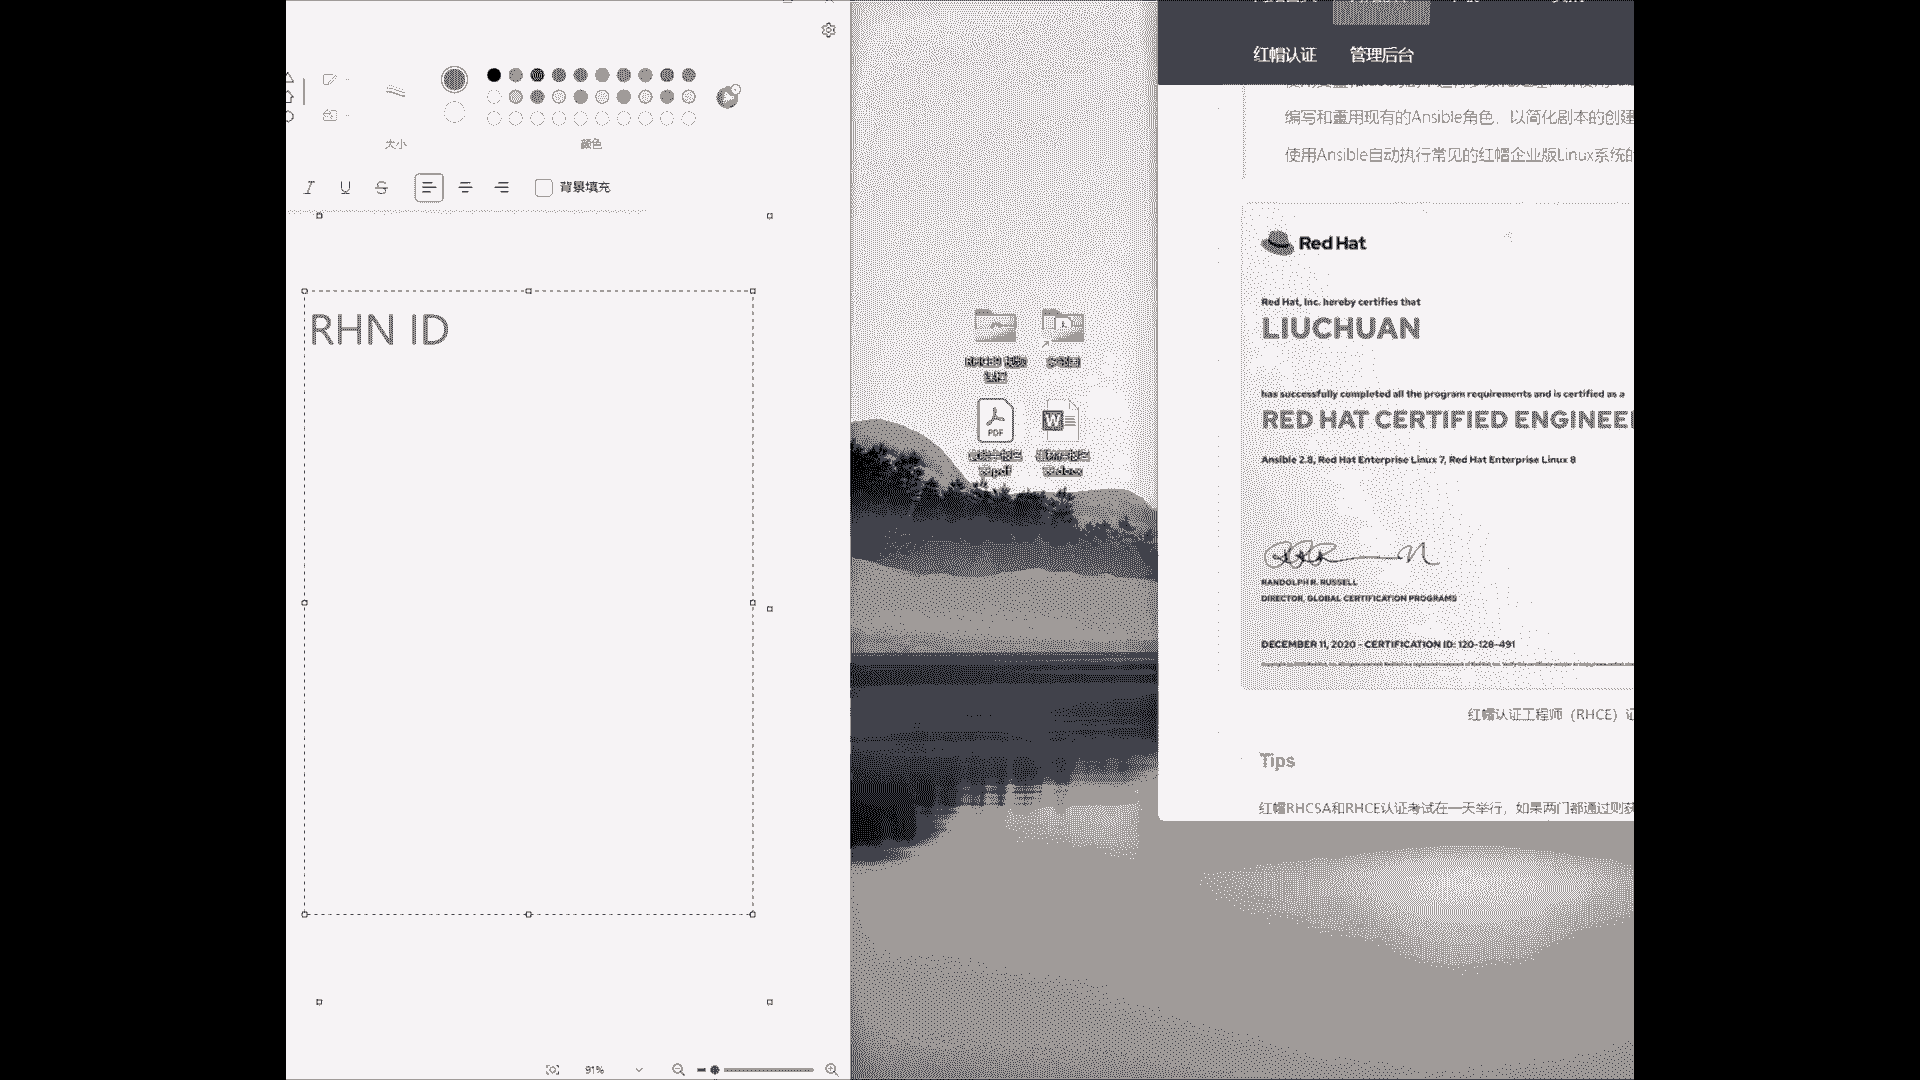 大小
颜色
I U S
背景填充
RHN ID
91%
PDF
W
红帽认证 管理后台
编写和重用现有的Ansible角色，以简化剧本的创建
使用Ansible自动执行常见的红帽企业版Linux系统的
Red Hat
Red Hat, Inc. hereby certifies that
LIUCHUAN
has successfully completed all the program requirements and is certified as a
RED HAT CERTIFIED ENGINEER
Ansible 2.8, Red Hat Enterprise Linux 7, Red Hat Enterprise Linux 8
RANDOLPH R. RUSSELL
DIRECTOR, GLOBAL CERTIFICATION PROGRAMS
DECEMBER 11, 2020 - CERTIFICATION ID: 120-128-491
红帽认证工程师（RHCE）证
Tips
红帽RHCSA和RHCE认证考试在一天举行，如果两门都通过则获